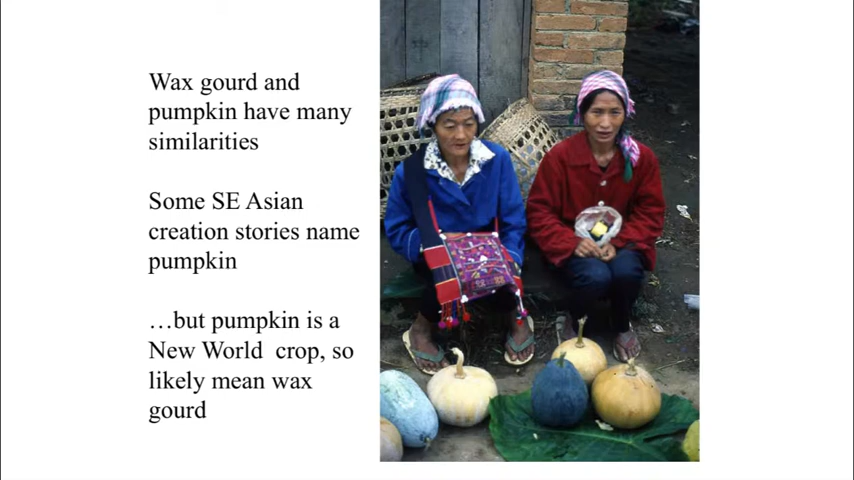 Wax gourd and
pumpkin have many
similarities
Some SE Asian
creation stories name
pumpkin
…but pumpkin is a
New World crop, so
likely mean wax
gourd